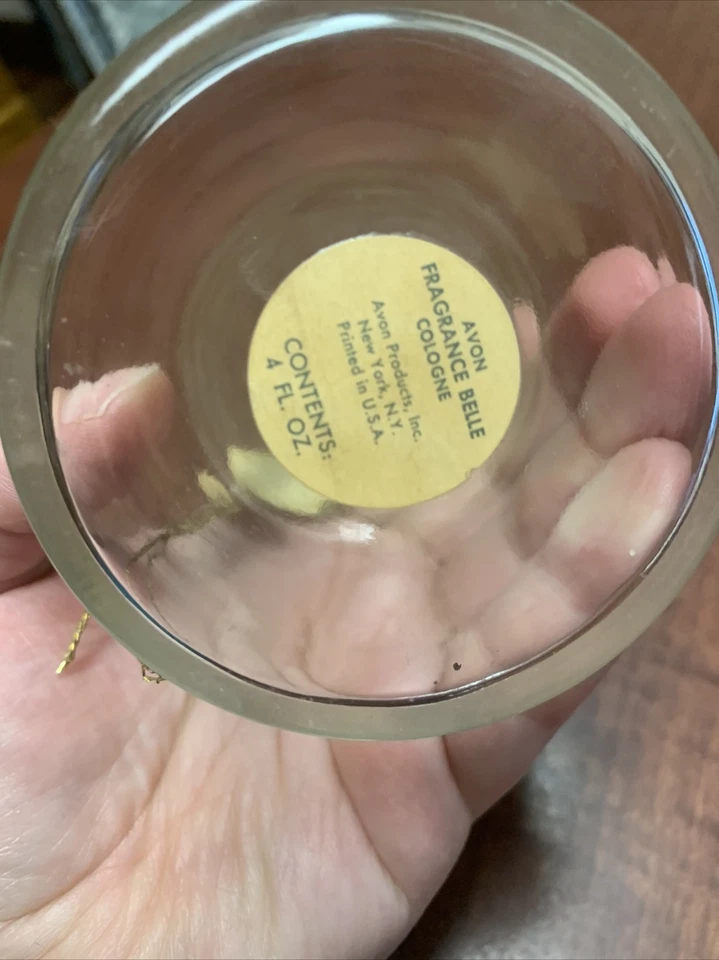 AVON
FRAGRANCE BELLE
COLOGNE
Avon Products, Inc.
New York, N.Y.
Printed in U.S.A.
CONTENTS:
4 FL. OZ.